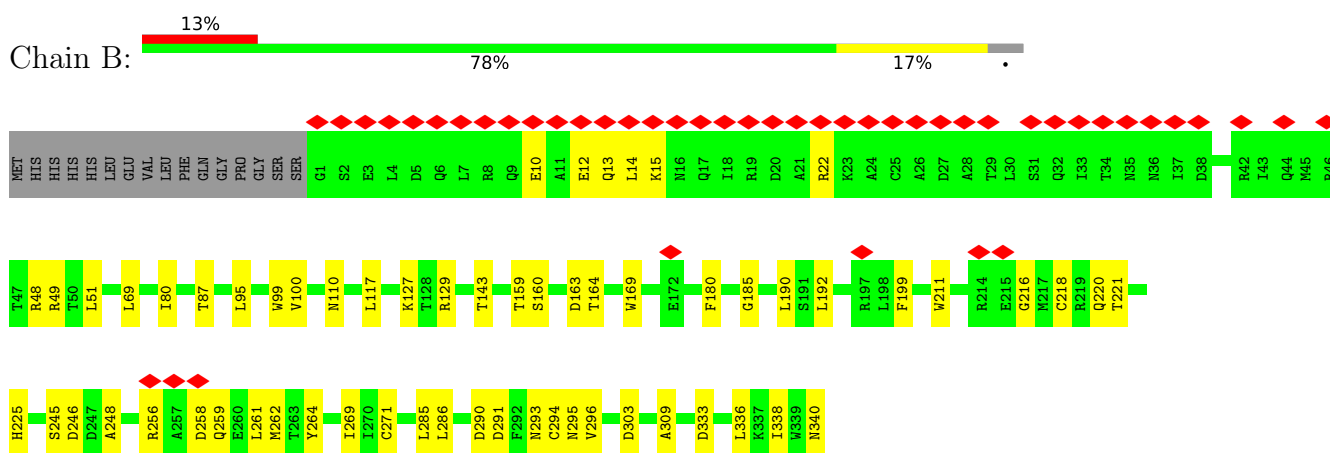 13%
Chain B:
78% 17% •
MET HIS HIS HIS HIS LEU GLU VAL LEU PHE GLN GLY PRO GLY SER SER G1 S2 E3 L4 D5 Q6 L7 R8 Q9 E10 A11 E12 Q13 L14 K15 N16 Q17 I18 R19 D20 A21 R22 K23 A24 C25 A26 D27 A28 T29 L30 S31 Q32 I33 T34 N35 N36 I37 D38 R42 I43 Q44 M45
T47 R48 R49 T50 L51 L69 I80 T87 L95 W99 V100 N110 L117 K127 T128 R129 T143 T159 S160 D163 T164 W169 E172 F180 G185 L190 S191 L192 R197 L198 F199 W211 R214 E215 G216 M217 C218 R219 Q220 T221
H225 S245 D246 D247 A248 R256 A257 D258 Q259 E260 L261 M262 T263 Y264 I269 I270 C271 L285 L286 D290 D291 F292 N293 C294 N295 V296 D303 A309 D333 L336 K337 I338 W339 N340